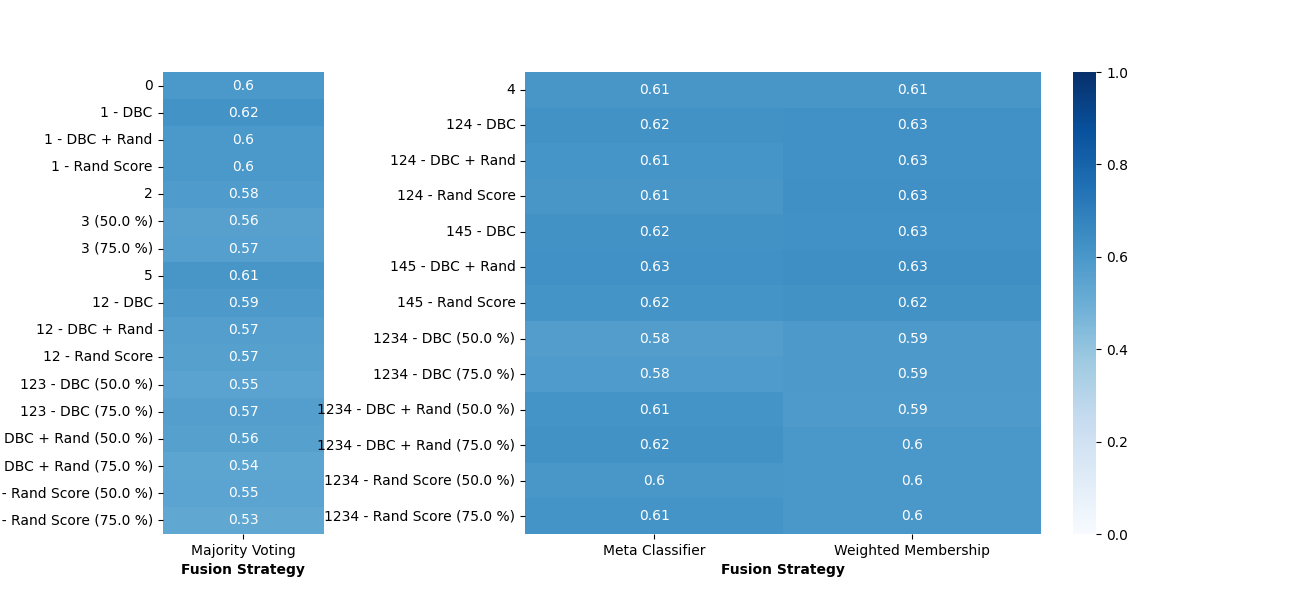 0 0.6
1 - DBC 0.62
1 - DBC + Rand 0.6
1 - Rand Score 0.6
2 0.58
3 (50.0 %) 0.56
3 (75.0 %) 0.57
5 0.61
12 - DBC 0.59
12 - DBC + Rand 0.57
12 - Rand Score 0.57
123 - DBC (50.0 %) 0.55
123 - DBC (75.0 %) 0.57
DBC + Rand (50.0 %) 0.56
DBC + Rand (75.0 %) 0.54
- Rand Score (50.0 %) 0.55
- Rand Score (75.0 %) 0.53
Majority Voting
Fusion Strategy
4 0.61 0.61
124 - DBC 0.62 0.63
124 - DBC + Rand 0.61 0.63
124 - Rand Score 0.61 0.63
145 - DBC 0.62 0.63
145 - DBC + Rand 0.63 0.63
145 - Rand Score 0.62 0.62
1234 - DBC (50.0 %) 0.58 0.59
1234 - DBC (75.0 %) 0.58 0.59
1234 - DBC + Rand (50.0 %) 0.61 0.59
1234 - DBC + Rand (75.0 %) 0.62 0.6
1234 - Rand Score (50.0 %) 0.6 0.6
1234 - Rand Score (75.0 %) 0.61 0.6
Meta Classifier Weighted Membership
Fusion Strategy
1.0
0.8
0.6
0.4
0.2
0.0